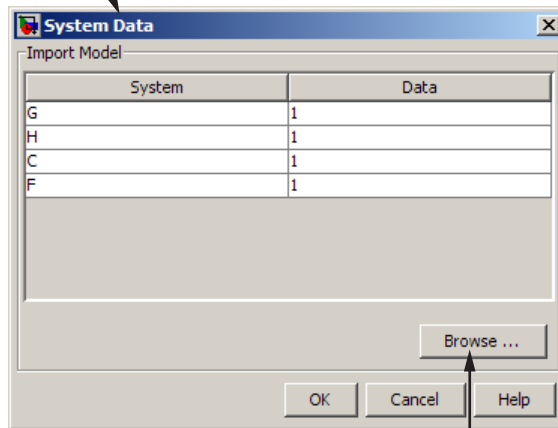 System Data
Import Model
System Data
G 1
H 1
C 1
F 1
Browse ...
OK Cancel Help